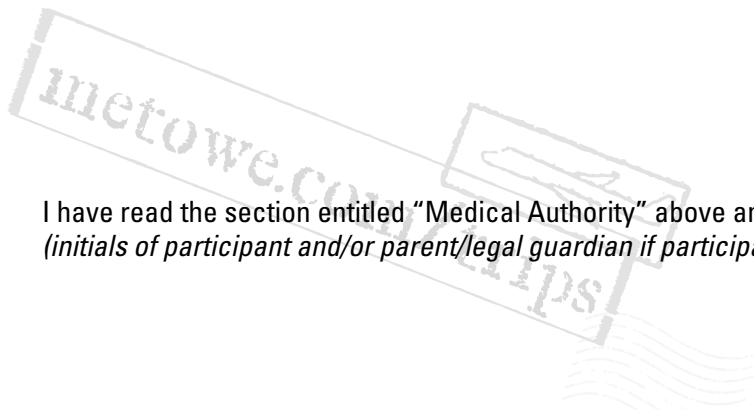 metowe.com/trips
I have read the section entitled “Medical Authority” above an
(initials of participant and/or parent/legal guardian if participa